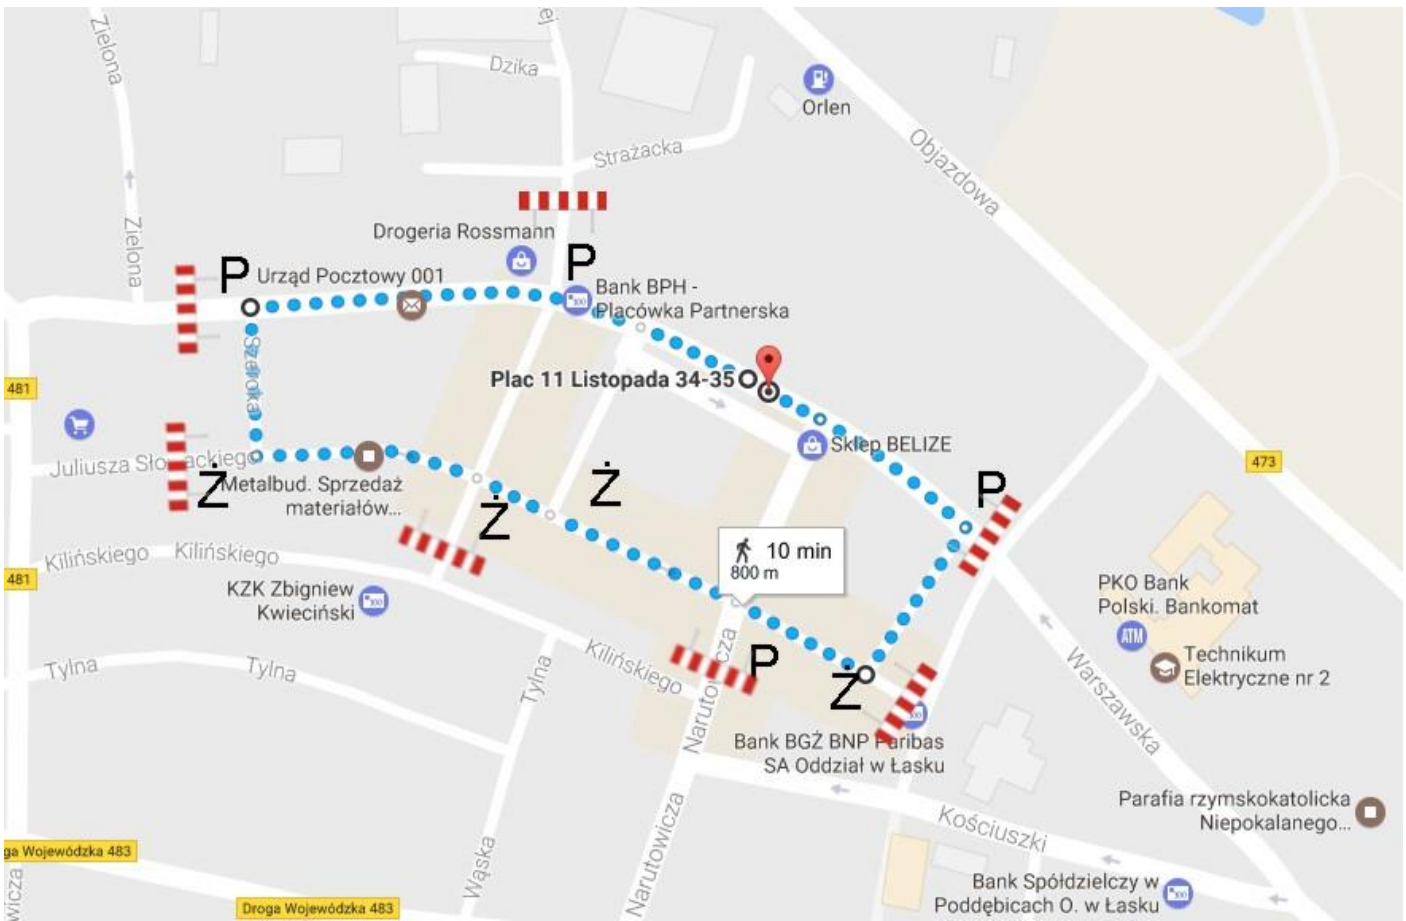 Zielona
ej
Dzika
Orlen
Strażacka
Objazdowa
Zielona
Drogeria Rossmann
P
P
Urząd Pocztowy 001
Bank BPH -
Placówka Partnerska
Szeroka
Plac 11 Listopada 34-35
481
Sklep BELIZE
Juliusza Słowackiego
473
Ż
Metalbud. Sprzedaż
materiałów...
Ż
Ż
P
10 min
800 m
Kilińskiego
Kilińskiego
481
KZK Zbigniew
Kwieciński
PKO Bank
Polski. Bankomat
ATM
Technikum
Elektryczne nr 2
Tylna
Tylna
Tylna
Kilińskiego
Narutowicza
P
Ż
Warszawska
Bank BGŻ BNP Paribas
SA Oddział w Łasku
Parafia rzymskokatolicka
Niepokalanego...
Kościuszki
ga Wojewódzka 483
Wąska
Narutowicza
wicza
Droga Wojewódzka 483
Bank Spółdzielczy w
Poddębicach O. w Łasku